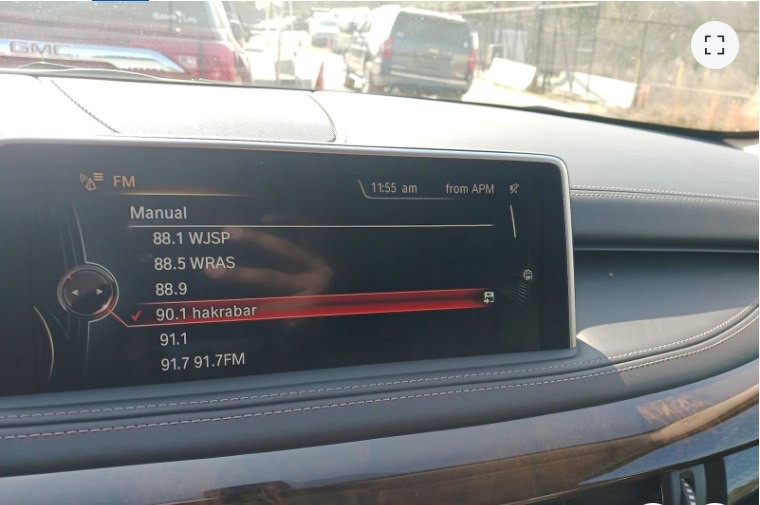 GMC
FM
11:55 am
from APM
Manual
88.1 WJSP
88.5 WRAS
88.9
90.1 hakrabar
91.1
91.7 91.7FM